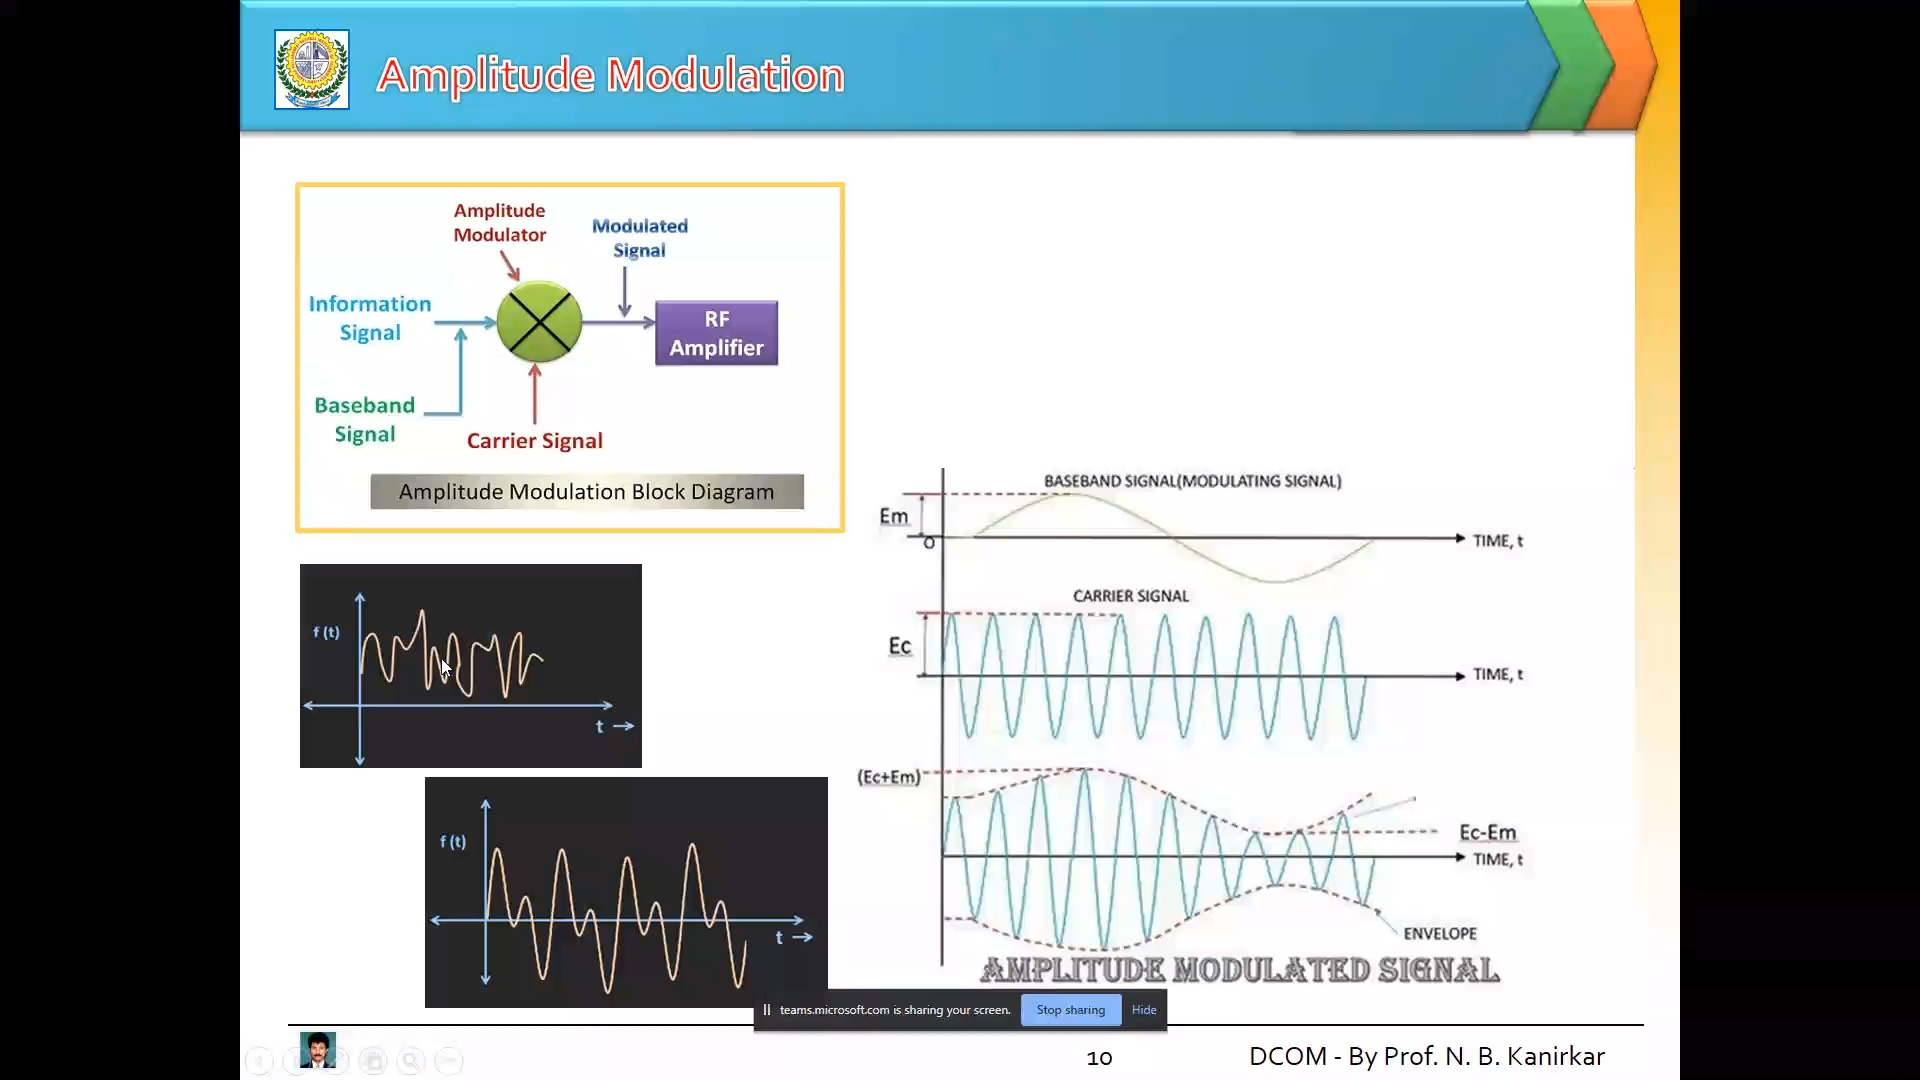 Amplitude Modulation
Amplitude
Modulator
Modulated
Signal
Information
Signal
RF
Amplifier
Baseband
Signal
Carrier Signal
Amplitude Modulation Block Diagram
f (t)
t
f (t)
t
BASEBAND SIGNAL(MODULATING SIGNAL)
Em
O
TIME, t
CARRIER SIGNAL
Ec
TIME, t
(Ec+Em)
Ec-Em
TIME, t
ENVELOPE
AMPLITUDE MODULATED SIGNAL
teams.microsoft.com is sharing your screen.
Stop sharing
Hide
10
DCOM - By Prof. N. B. Kanirkar